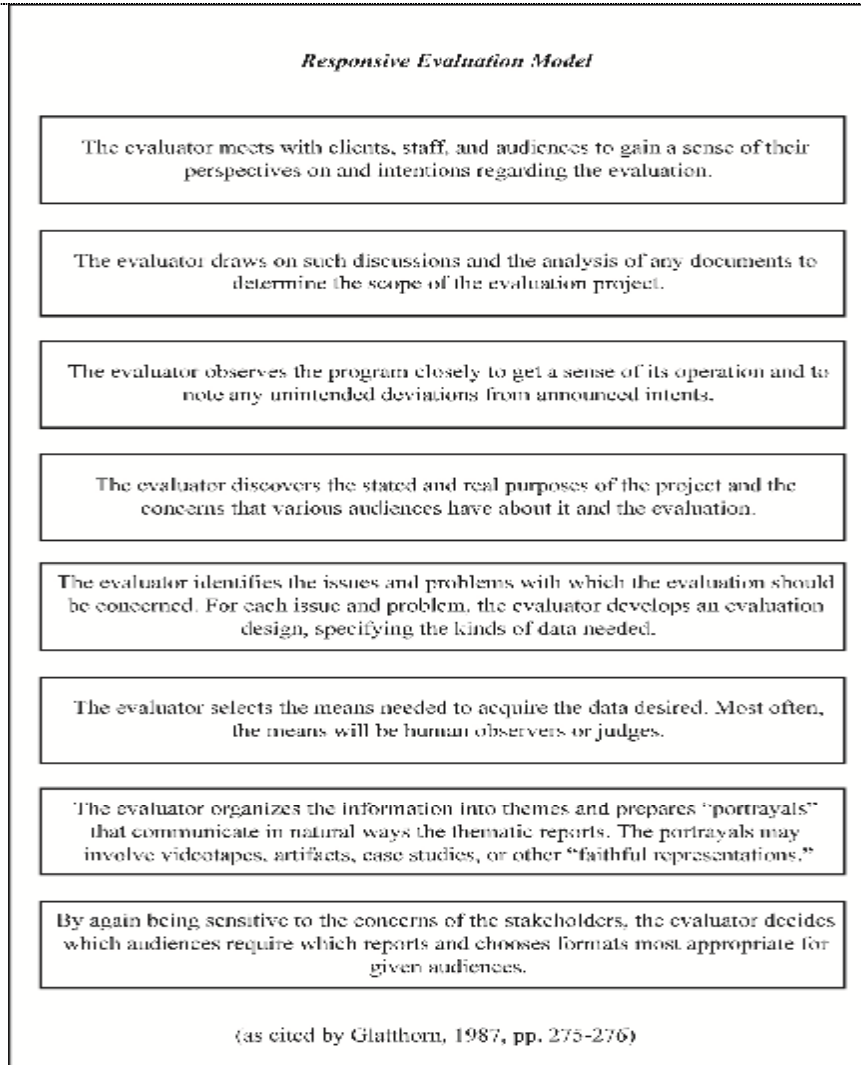 Responsive Evaluation Model
The evaluator meets with clients, staff, and audiences to gain a sense of their
perspectives on and intentions regarding the evaluation.
The evaluator draws on such discussions and the analysis of any documents to
determine the scope of the evaluation project.
The evaluator observes the program closely to get a sense of its operation and to
note any unintended deviations from announced intents.
The evaluator discovers the stated and real purposes of the project and the
concerns that various audiences have about it and the evaluation.
The evaluator identifies the issues and problems with which the evaluation should
be concerned. For each issue and problem, the evaluator develops an evaluation
design, specifying the kinds of data needed.
The evaluator selects the means needed to acquire the data desired. Most often,
the means will be human observers or judges.
The evaluator organizes the information into themes and prepares “portrayals”
that communicate in natural ways the thematic reports. The portrayals may
involve videotapes, artifacts, case studies, or other “faithful representations.”
By again being sensitive to the concerns of the stakeholders, the evaluator decides
which audiences require which reports and chooses formats most appropriate for
given audiences.
(as cited by Glatthorn, 1987, pp. 275-276)